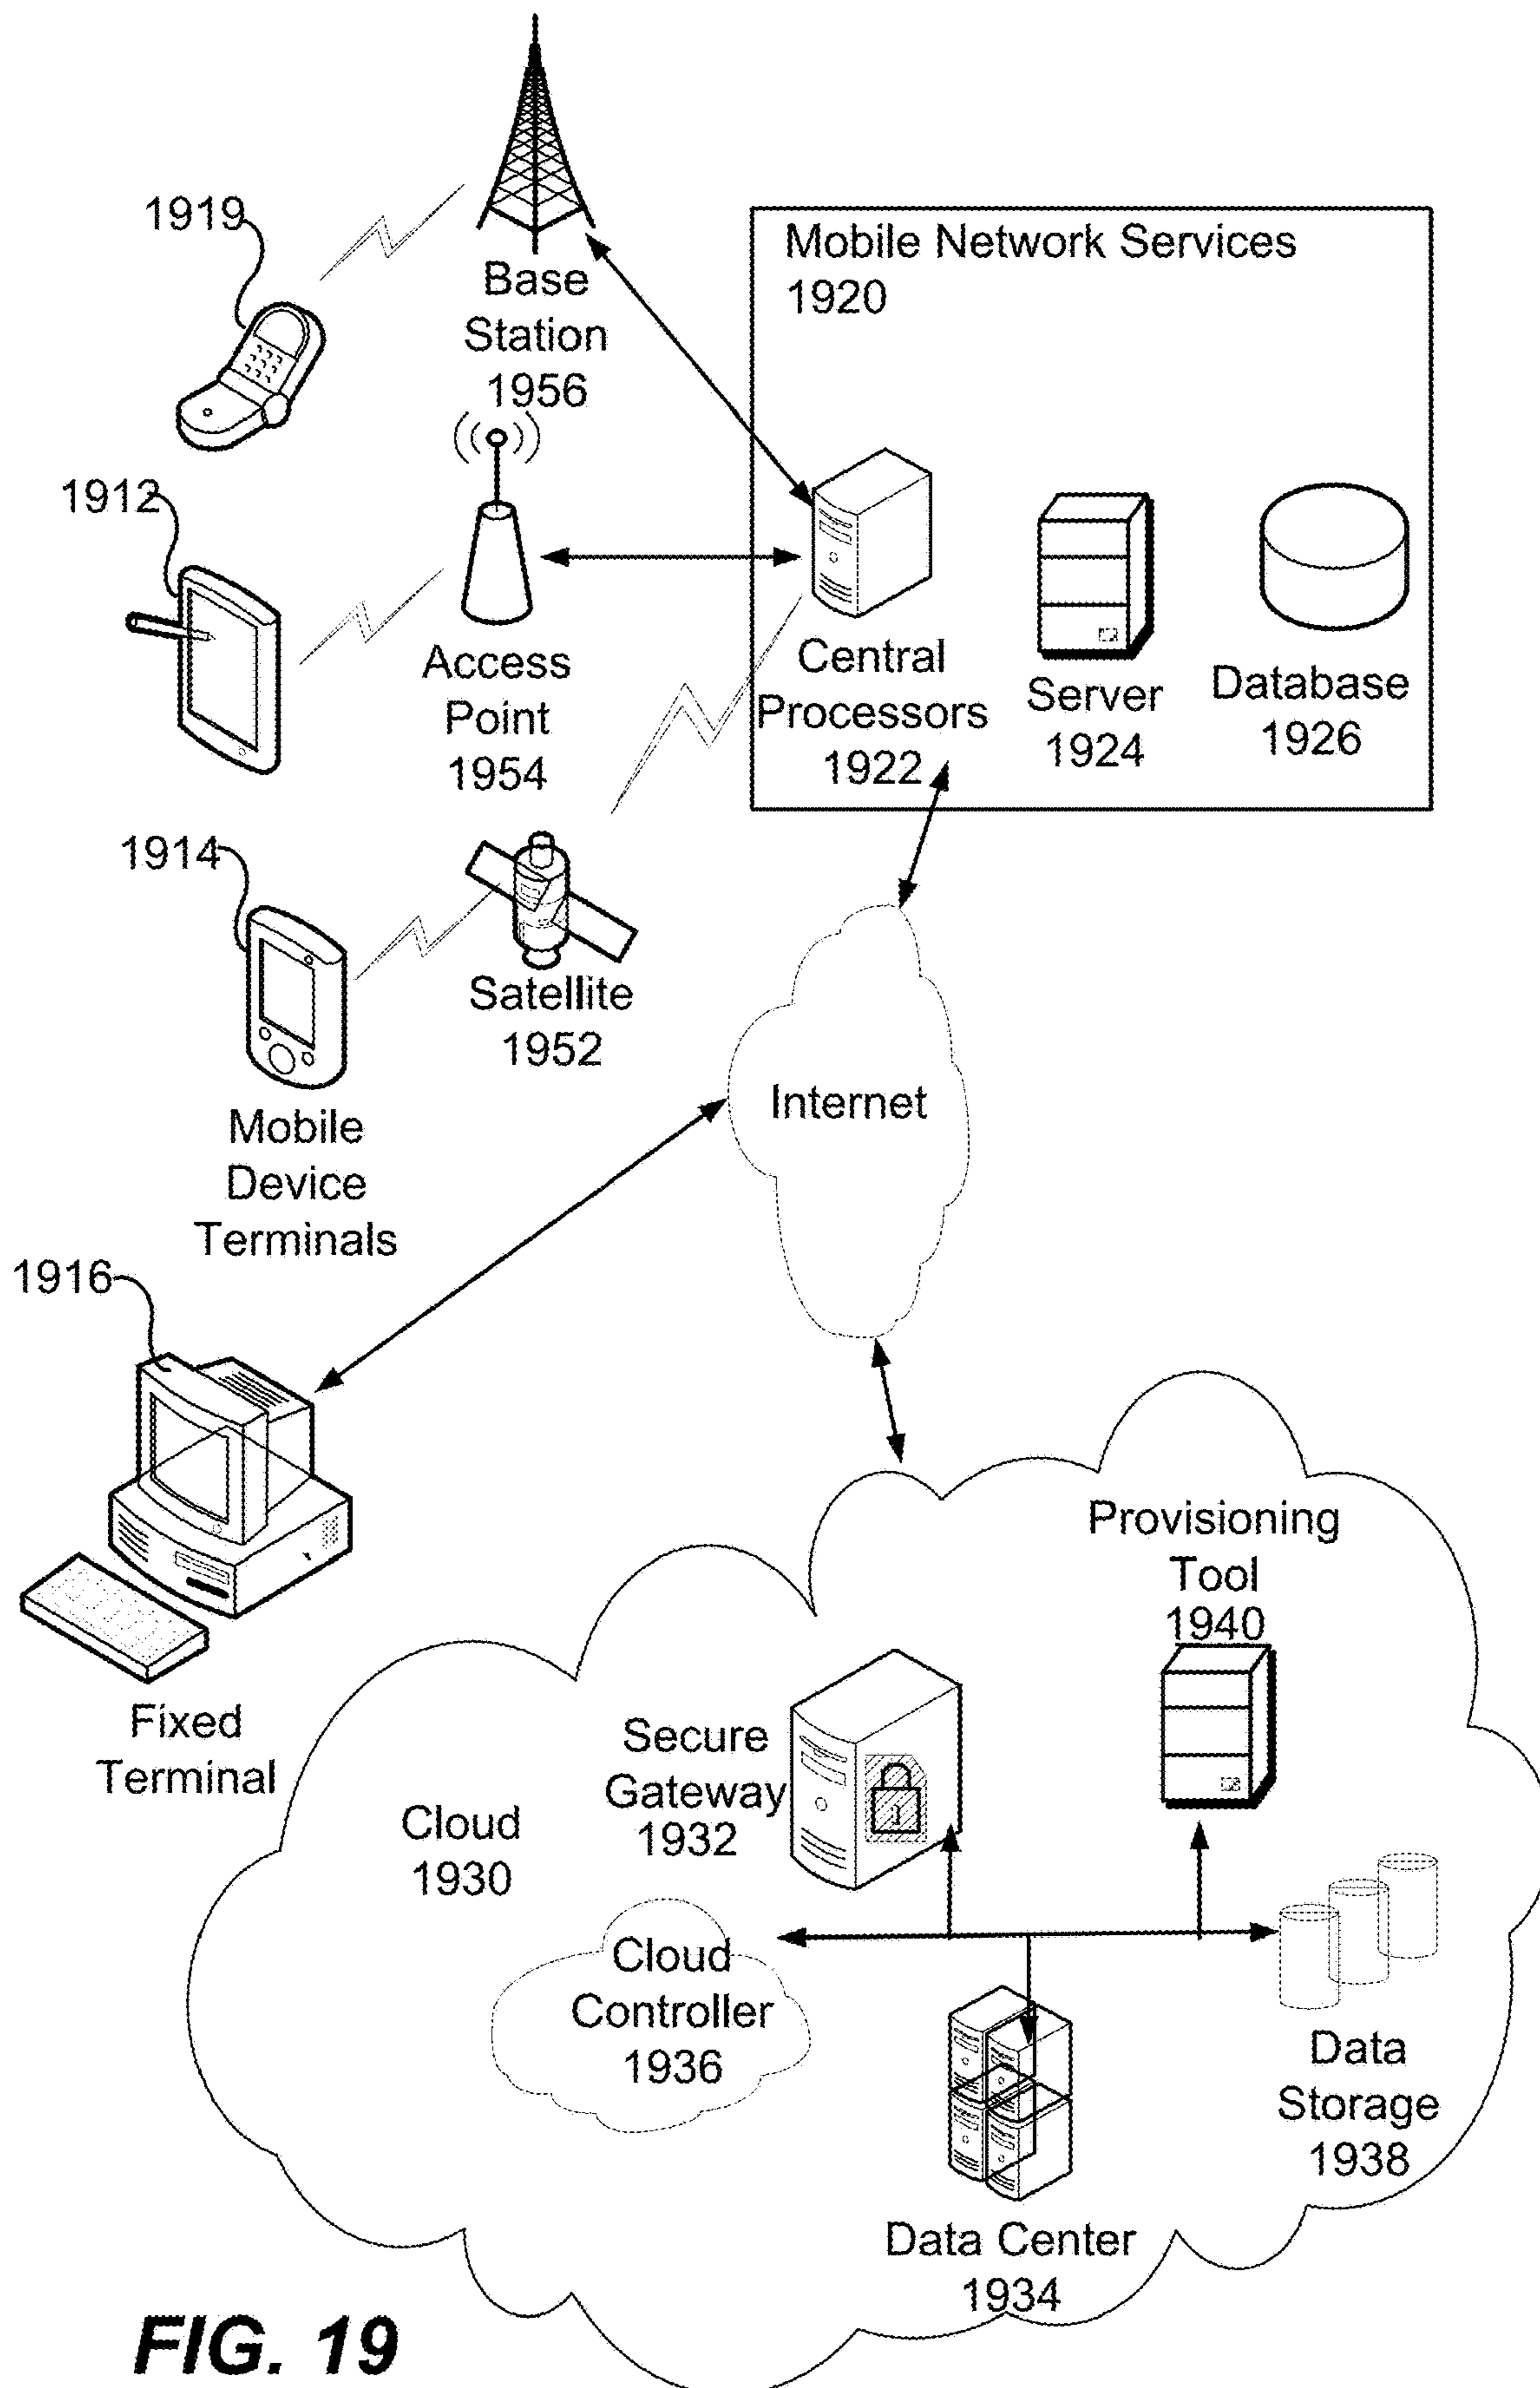 1919
Base
Station
1956
Mobile Network Services
1920
1912
Access
Point
1954
Central
Processors
1922
Server
1924
Database
1926
1914
Satellite
1952
Mobile
Device
Terminals
Internet
1916
Fixed
Terminal
Provisioning
Tool
1940
Secure
Gateway
1932
Cloud
1930
Cloud
Controller
1936
Data
Storage
1938
Data Center
1934
FIG. 19